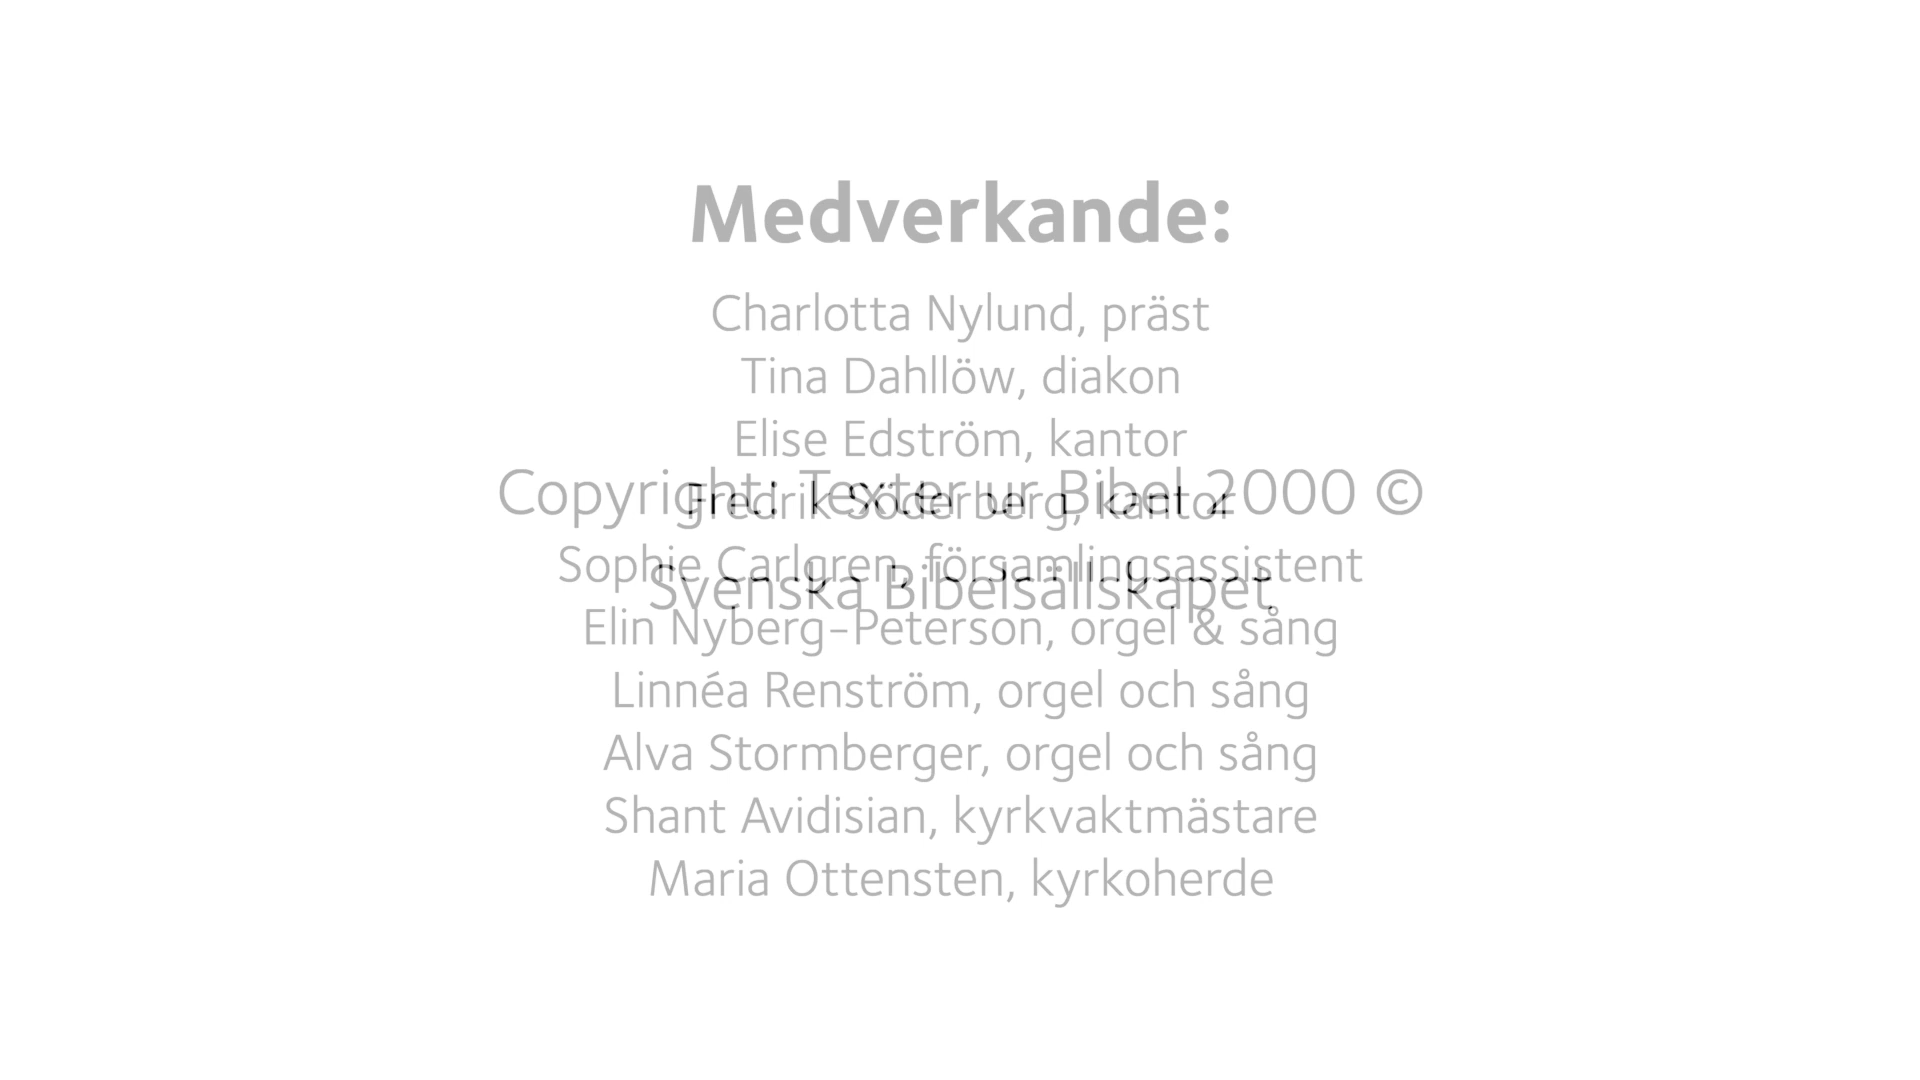 Medverkande:
Charlotta Nylund, präst
Tina Dahllöw, diakon
Elise Edström, kantor
Fredrik Söderberg, kantor
Sophie Carlgren, församlingsassistent
Elin Nyberg-Peterson, orgel & sång
Linnéa Renström, orgel och sång
Alva Stormberger, orgel och sång
Shant Avidisian, kyrkvaktmästare
Maria Ottensten, kyrkoherde
Copyright: Texter ur Bibel 2000 ©
Svenska Bibelsällskapet.